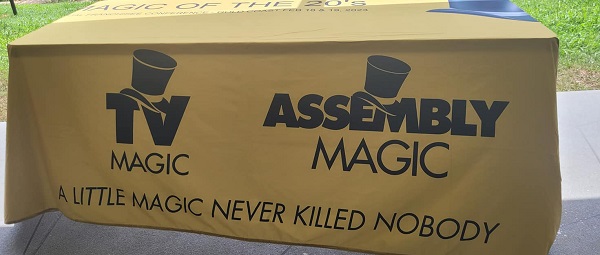 MAGIC OF THE 20's
TV ASSEMBLY
MAGIC MAGIC
A LITTLE MAGIC NEVER KILLED NOBODY